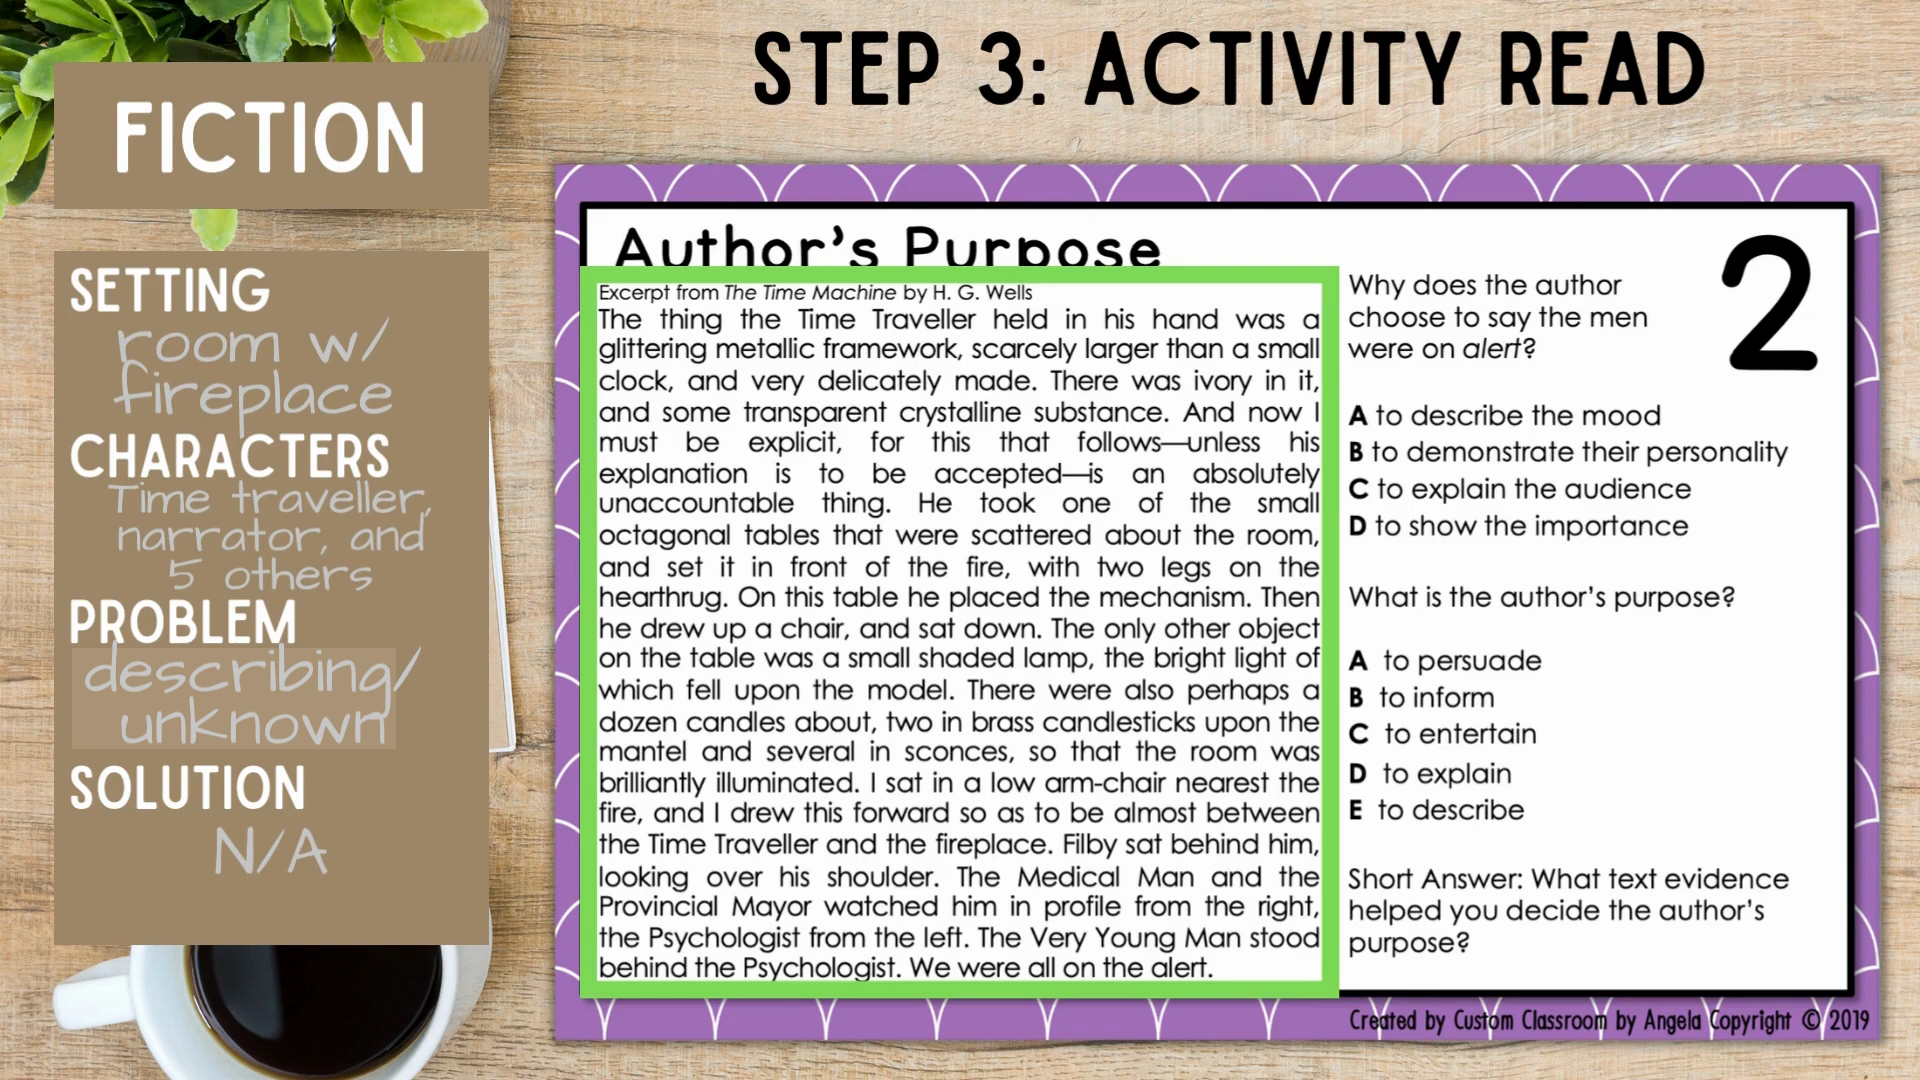 STEP 3: ACTIVITY READ
FICTION
SETTING
room w/
fireplace
CHARACTERS
Time traveller,
narrator, and
5 others
PROBLEM
describing/
unknown
SOLUTION
N/A
Author's Purpose
2
Excerpt from The Time Machine by H. G. Wells
The thing the Time Traveller held in his hand was a
glittering metallic framework, scarcely larger than a small
clock, and very delicately made. There was ivory in it,
and some transparent crystalline substance. And now I
must be explicit, for this that follows—unless his
explanation is to be accepted—is an absolutely
unaccountable thing. He took one of the small
octagonal tables that were scattered about the room,
and set it in front of the fire, with two legs on the
hearthrug. On this table he placed the mechanism. Then
he drew up a chair, and sat down. The only other object
on the table was a small shaded lamp, the bright light of
which fell upon the model. There were also perhaps a
dozen candles about, two in brass candlesticks upon the
mantel and several in sconces, so that the room was
brilliantly illuminated. I sat in a low arm-chair nearest the
fire, and I drew this forward so as to be almost between
the Time Traveller and the fireplace. Filby sat behind him,
looking over his shoulder. The Medical Man and the
Provincial Mayor watched him in profile from the right,
the Psychologist from the left. The Very Young Man stood
behind the Psychologist. We were all on the alert.
Why does the author
choose to say the men
were on alert?
A to describe the mood
B to demonstrate their personality
C to explain the audience
D to show the importance
What is the author's purpose?
A to persuade
B to inform
C to entertain
D to explain
E to describe
Short Answer: What text evidence
helped you decide the author's
purpose?
Created by Custom Classroom by Angela Copyright © 2019